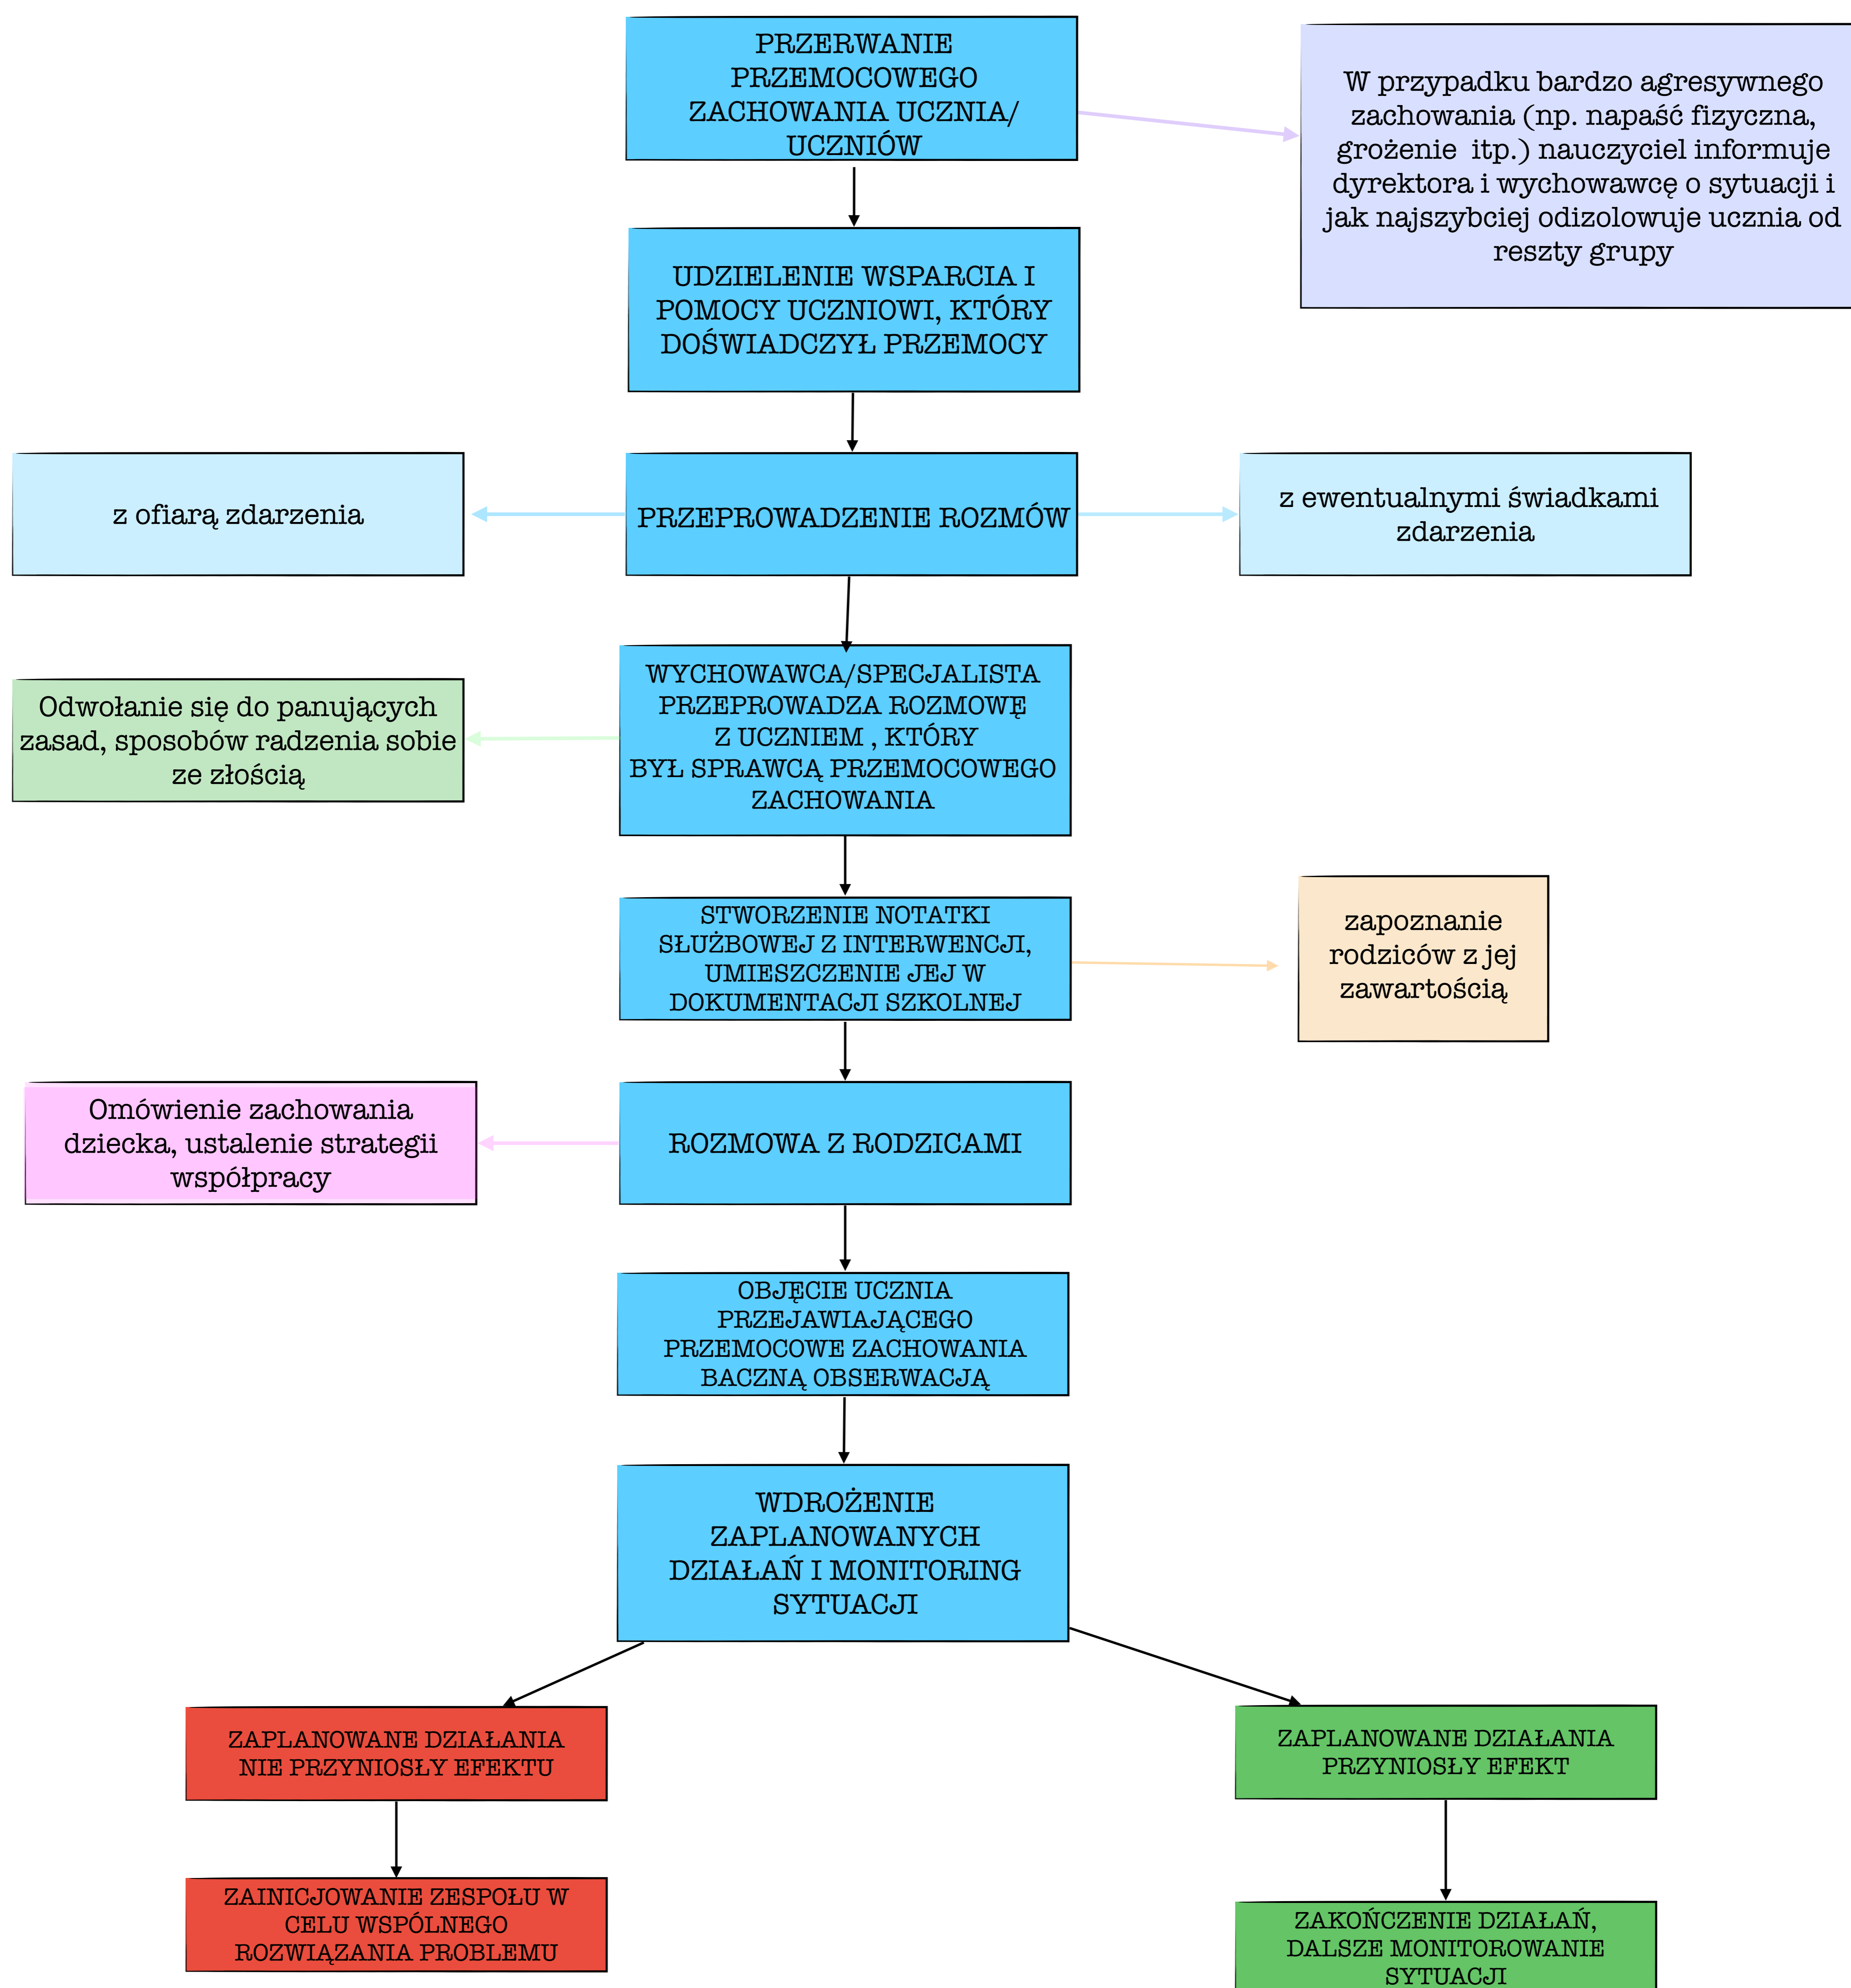 PRZERWANIE
PRZEMOCOWEGO
ZACHOWANIA UCZNIA/
UCZNIÓW
W przypadku bardzo agresywnego
zachowania (np. napaść fizyczna,
grożenie itp.) nauczyciel informuje
dyrektora i wychowawcę o sytuacji i
jak najszybciej odizolowuje ucznia od
reszty grupy
UDZIELENIE WSPARCIA I
POMOCY UCZNIOWI, KTÓRY
DOŚWIADCZYŁ PRZEMOCY
z ofiarą zdarzenia
PRZEPROWADZENIE ROZMÓW
z ewentualnymi świadkami
zdarzenia
WYCHOWAWCA/SPECJALISTA
PRZEPROWADZA ROZMOWĘ
Z UCZNIEM , KTÓRY
BYŁ SPRAWCĄ PRZEMOCOWEGO
ZACHOWANIA
Odwołanie się do panujących
zasad, sposobów radzenia sobie
ze złością
STWORZENIE NOTATKI
SŁUŻBOWEJ Z INTERWENCJI,
UMIESZCZENIE JEJ W
DOKUMENTACJI SZKOLNEJ
zapoznanie
rodziców z jej
zawartością
Omówienie zachowania
dziecka, ustalenie strategii
współpracy
ROZMOWA Z RODZICAMI
OBJĘCIE UCZNIA
PRZEJAWIAJĄCEGO
PRZEMOCOWE ZACHOWANIA
BACZNĄ OBSERWACJĄ
WDROŻENIE
ZAPLANOWANYCH
DZIAŁAŃ I MONITORING
SYTUACJI
ZAPLANOWANE DZIAŁANIA
NIE PRZYNIOSŁY EFEKTU
ZAPLANOWANE DZIAŁANIA
PRZYNIOSŁY EFEKT
ZAINICJOWANIE ZESPOŁU W
CELU WSPÓLNEGO
ROZWIĄZANIA PROBLEMU
ZAKOŃCZENIE DZIAŁAŃ,
DALSZE MONITOROWANIE
SYTUACJI